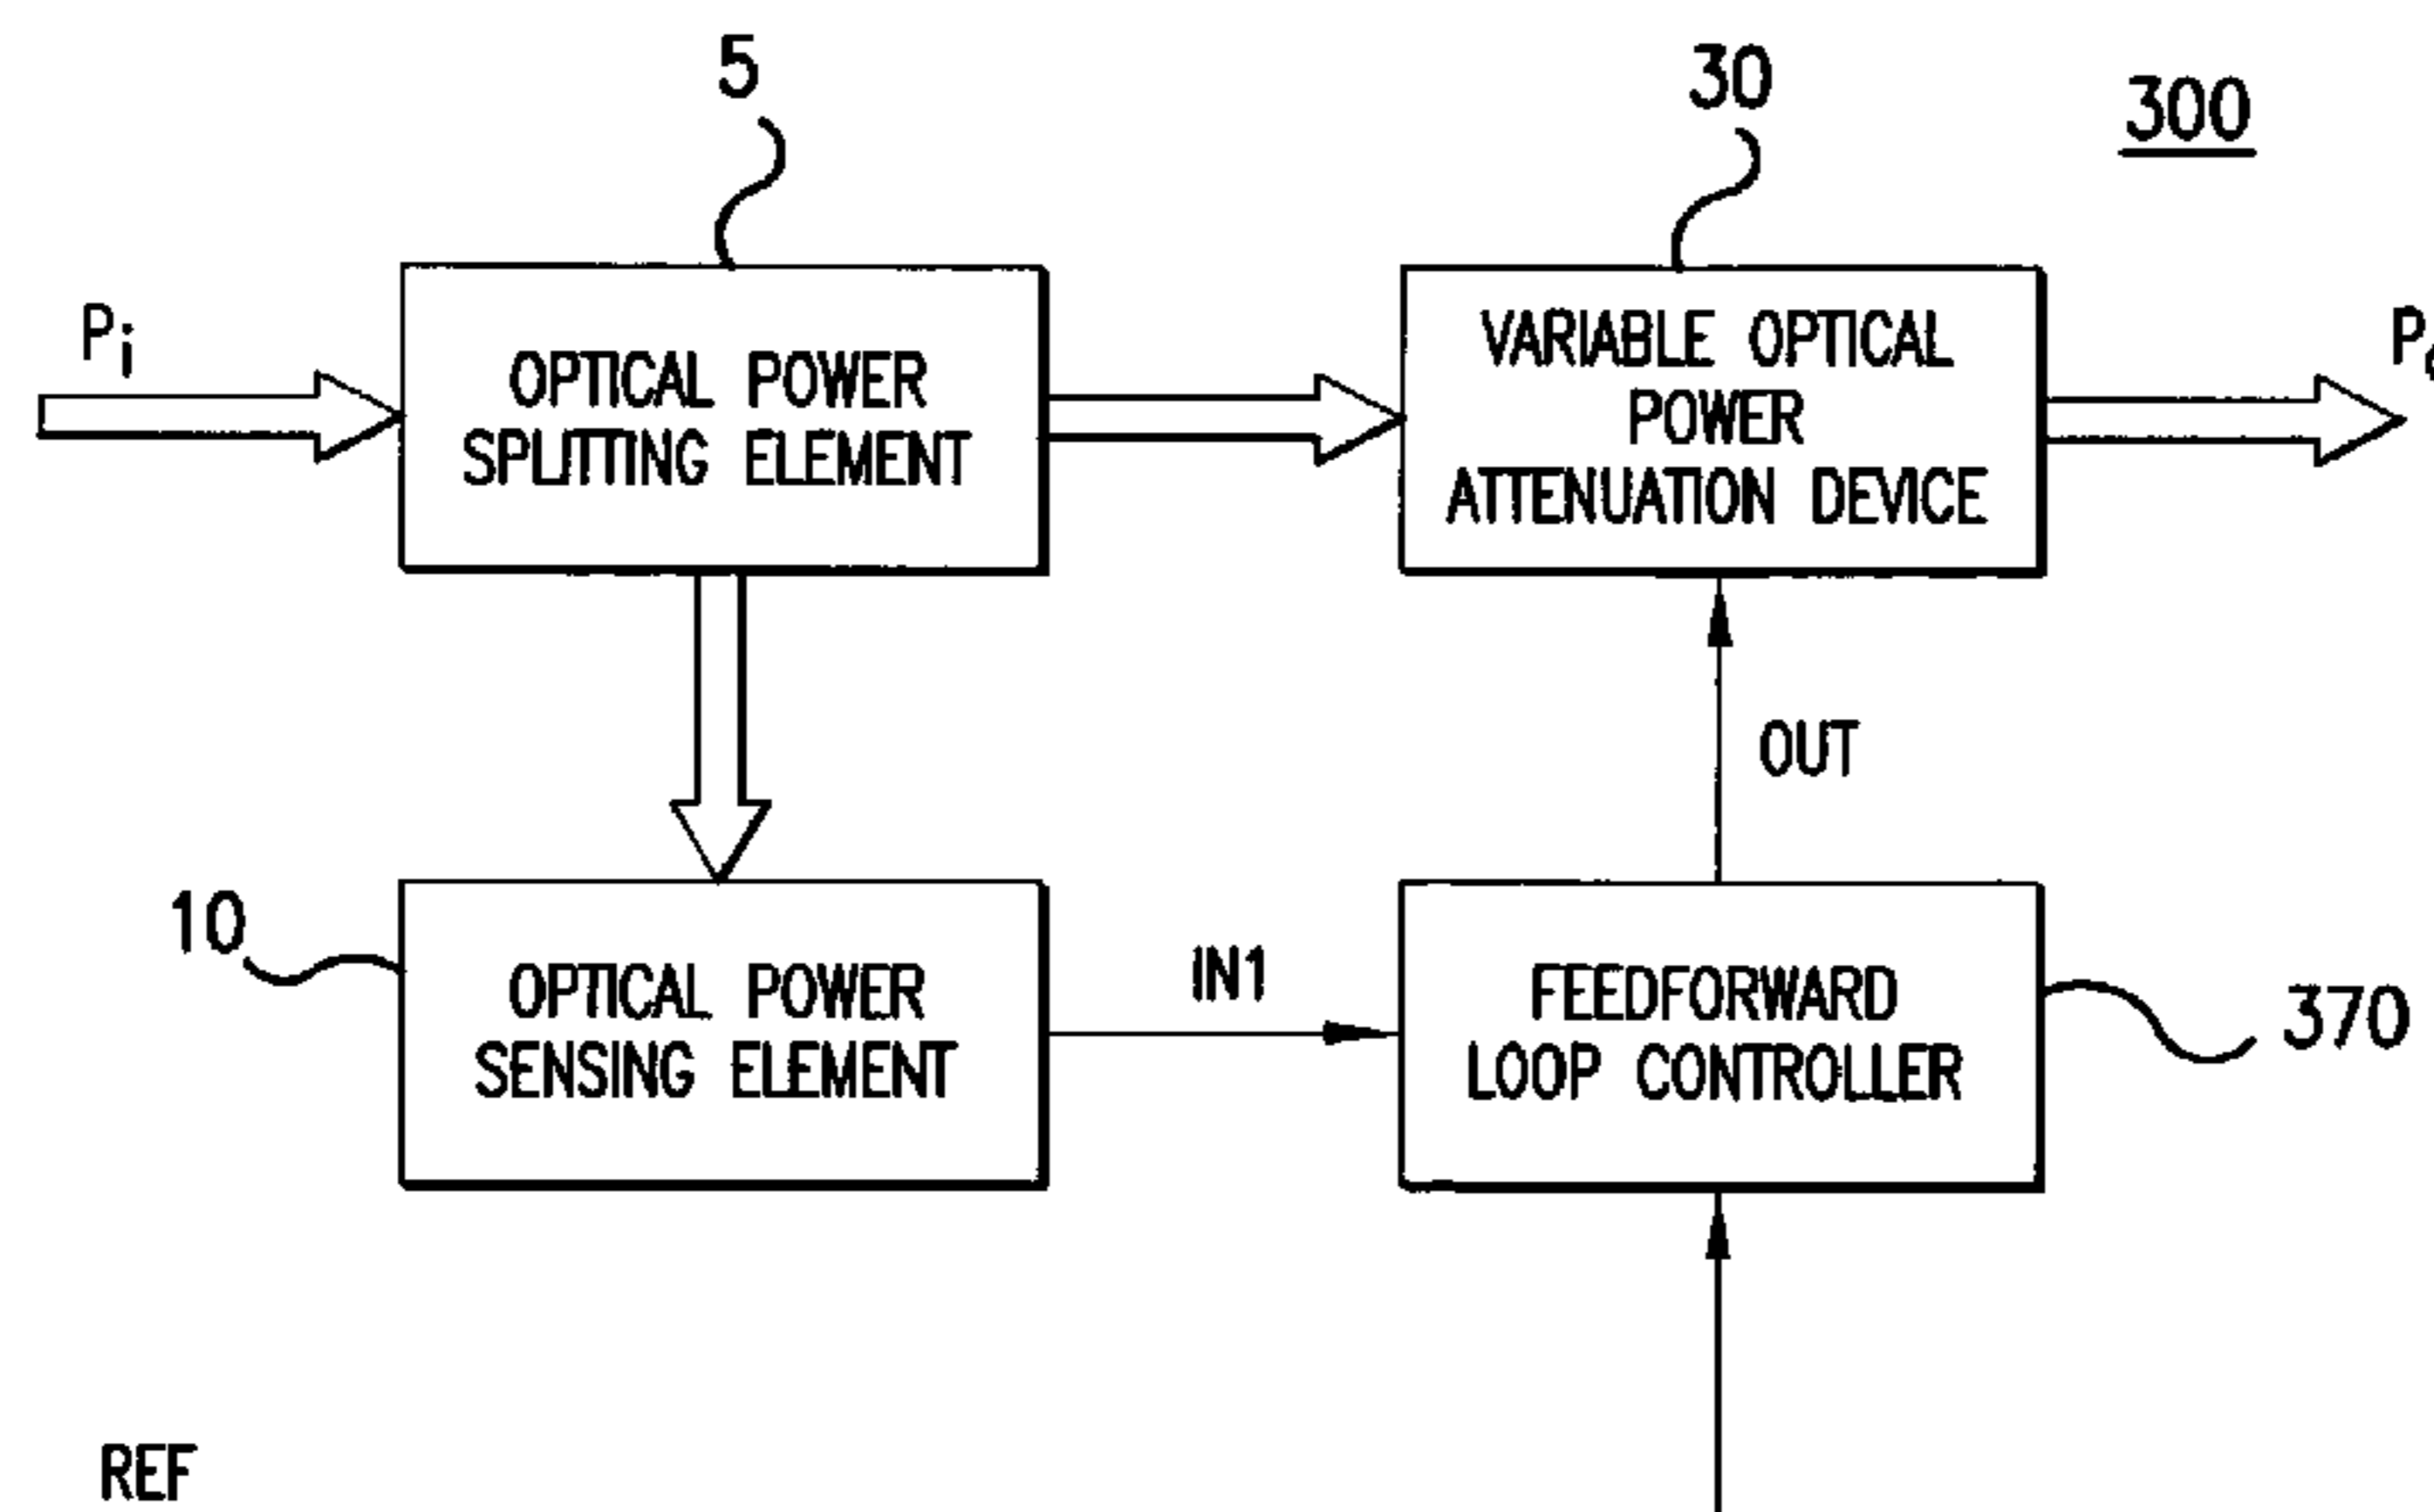 5
30
300
Pi
OPTICAL POWER
SPLITTING ELEMENT
VARIABLE OPTICAL
POWER
ATTENUATION DEVICE
OUT
10
OPTICAL POWER
SENSING ELEMENT
IN1
FEEDFORWARD
LOOP CONTROLLER
370
REF